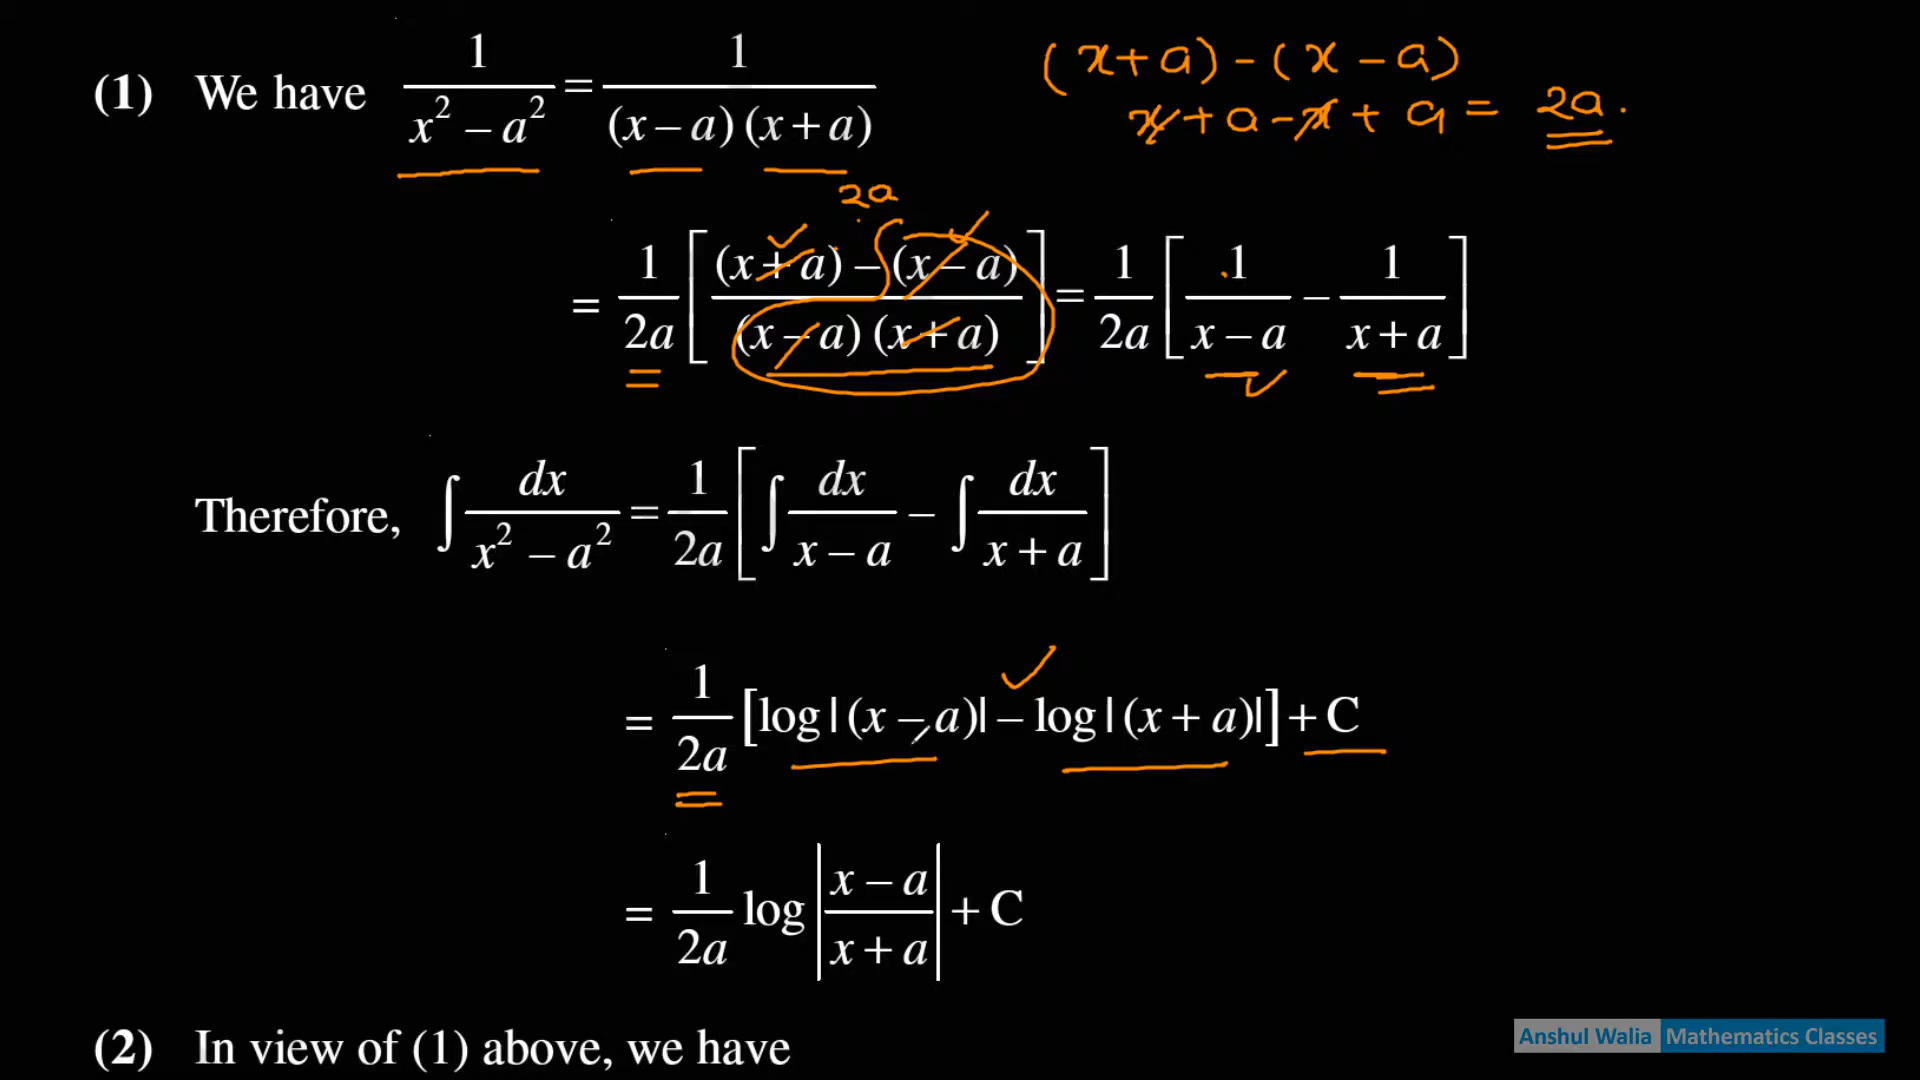 (1) We have 1/(x² – a²) = 1/((x – a)(x + a))
(x + a) – (x – a)
x + a – x + a = 2a.
2a
= 1/2a [((x + a) – (x – a))/((x – a)(x + a))] = 1/2a [1/(x – a) – 1/(x + a)]
Therefore, ∫ dx/(x² – a²) = 1/2a [∫ dx/(x – a) – ∫ dx/(x + a)]
= 1/2a [log | (x – a)| – log | (x + a)|] + C
= 1/2a log |(x – a)/(x + a)| + C
(2) In view of (1) above, we have
Anshul Walia Mathematics Classes